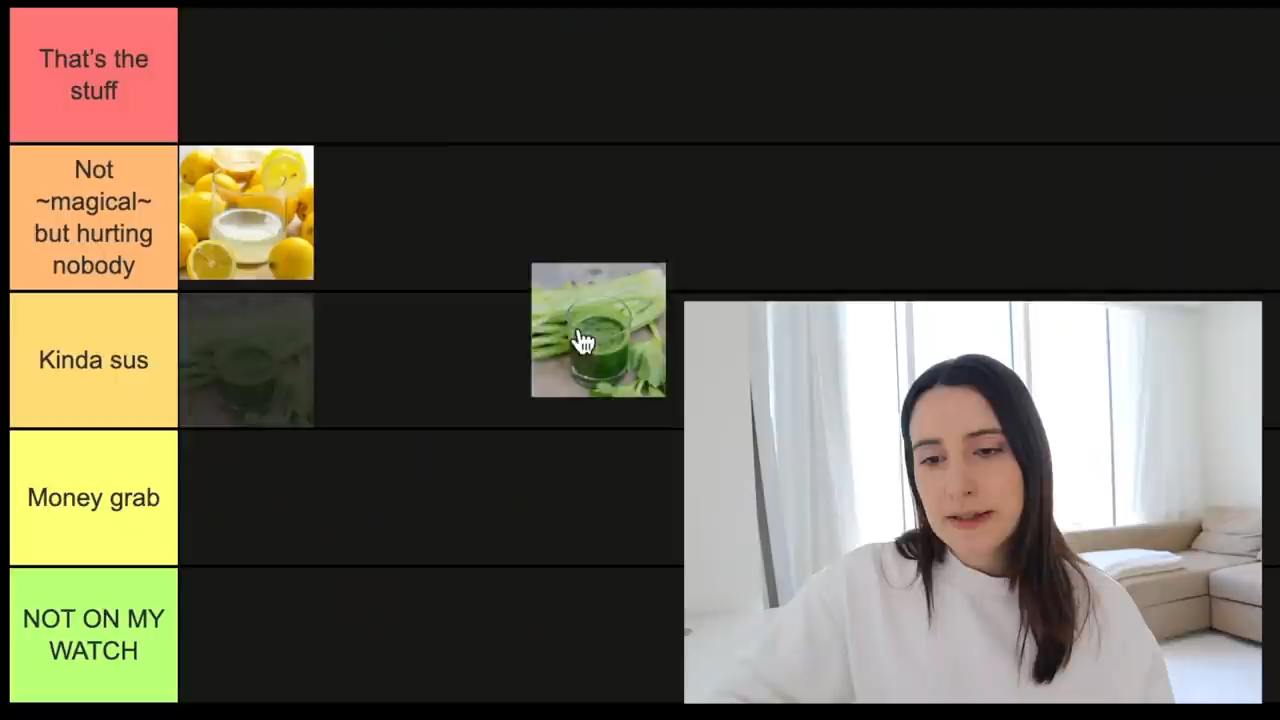 That’s the
stuff
Not
~magical~
but hurting
nobody
Kinda sus
Money grab
NOT ON MY
WATCH